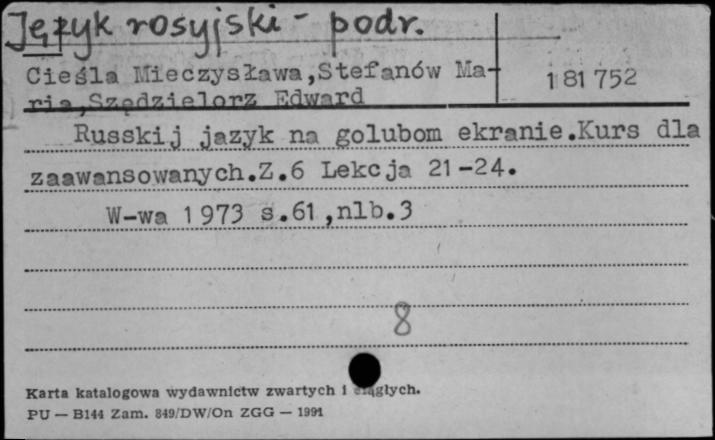 Język rosyjski - podr.
Cieśla Mieczysława,Stefanów Ma-
ria,Szędzielorz Edward
181 752
Russkij jazyk na golubom ekranie.Kurs dla
zaawansowanych.Z.6 Lekcja 21-24.
W-wa 1973 s.61,nlb.3
8
Karta katalogowa wydawnictw zwartych i ciągłych.
PU — B144 Zam. 849/DW/On ZGG — 1991